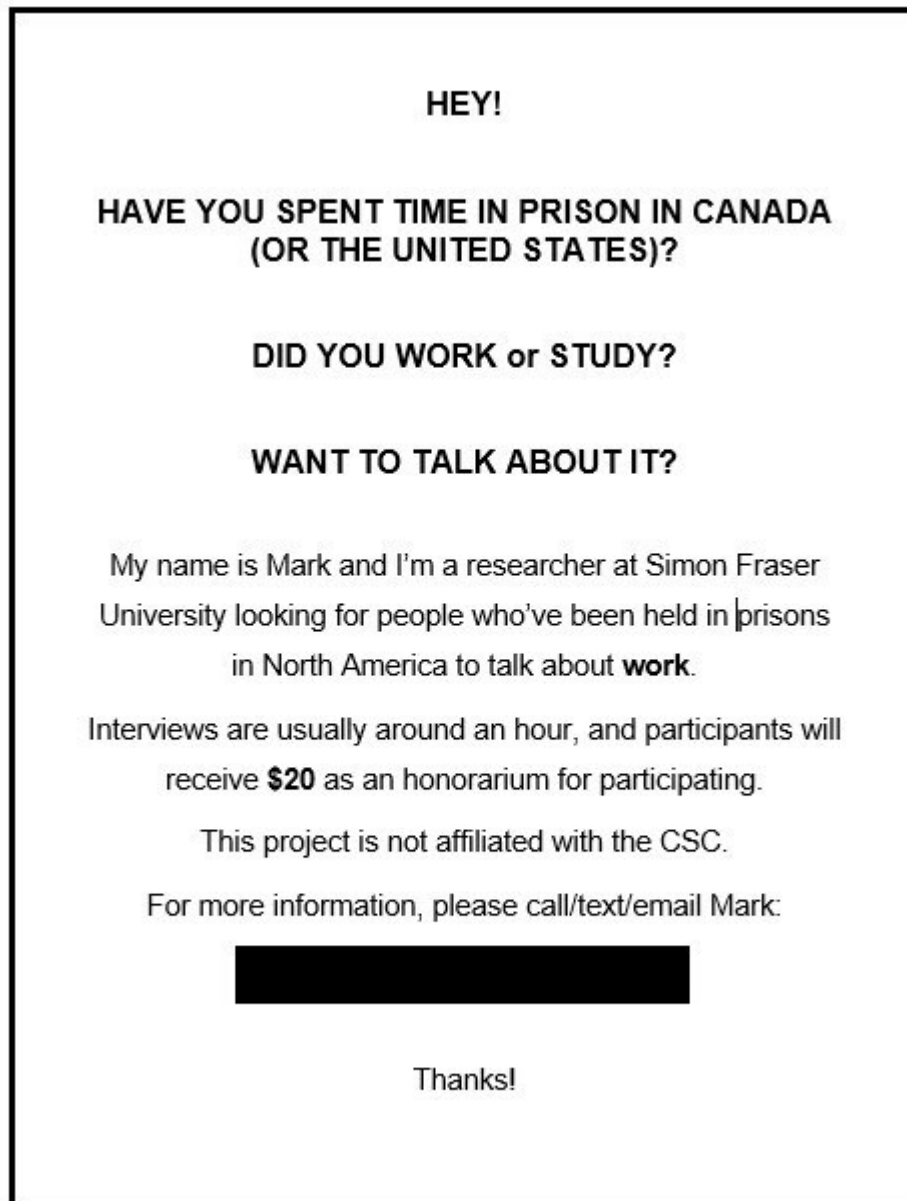 HEY!
HAVE YOU SPENT TIME IN PRISON IN CANADA
(OR THE UNITED STATES)?
DID YOU WORK or STUDY?
WANT TO TALK ABOUT IT?
My name is Mark and I’m a researcher at Simon Fraser
University looking for people who’ve been held in prisons
in North America to talk about work.
Interviews are usually around an hour, and participants will
receive $20 as an honorarium for participating.
This project is not affiliated with the CSC.
For more information, please call/text/email Mark:
Thanks!